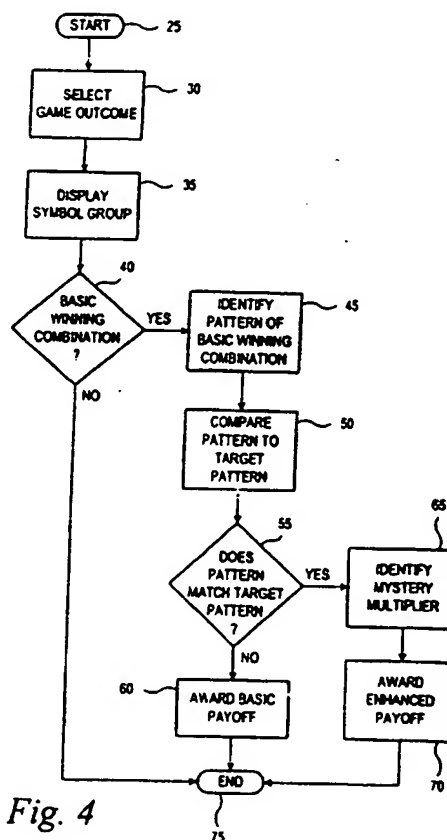 START
25
SELECT
GAME OUTCOME
30
DISPLAY
SYMBOL GROUP
35
40
BASIC
WINNING
COMBINATION
?
YES
NO
IDENTIFY
PATTERN OF
BASIC WINNING
COMBINATION
45
COMPARE
PATTERN TO
TARGET
PATTERN
50
55
DOES
PATTERN
MATCH TARGET
PATTERN
?
YES
NO
65
IDENTIFY
MYSTERY
MULTIPLIER
60
AWARD BASIC
PAYOFF
AWARD
ENHANCED
PAYOFF
70
END
75
Fig. 4